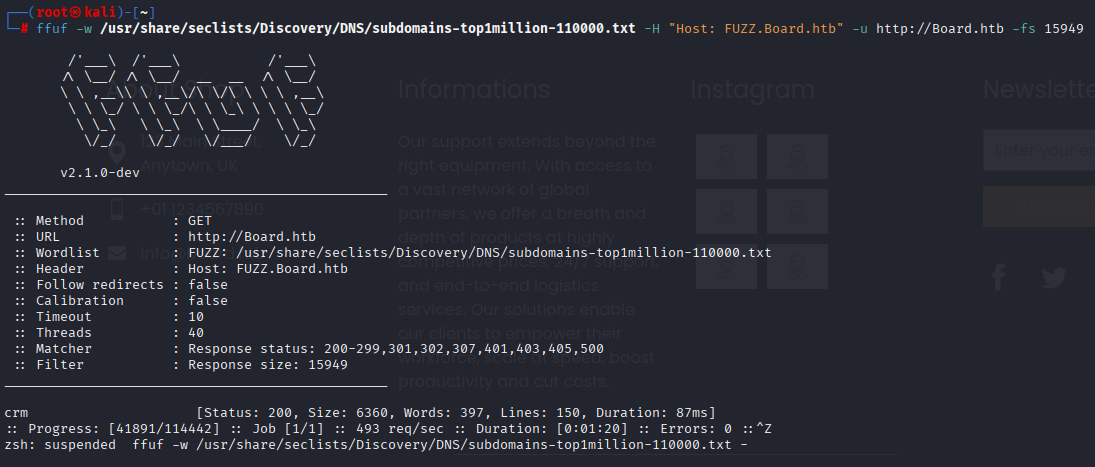 ┌──(root㉿kali)-[~]
└─# ffuf -w /usr/share/seclists/Discovery/DNS/subdomains-top1million-110000.txt -H "Host: FUZZ.Board.htb" -u http://Board.htb -fs 15949
v2.1.0-dev
:: Method : GET
:: URL : http://Board.htb
:: Wordlist : FUZZ: /usr/share/seclists/Discovery/DNS/subdomains-top1million-110000.txt
:: Header : Host: FUZZ.Board.htb
:: Follow redirects : false
:: Calibration : false
:: Timeout : 10
:: Threads : 40
:: Matcher : Response status: 200-299,301,302,307,401,403,405,500
:: Filter : Response size: 15949
crm [Status: 200, Size: 6360, Words: 397, Lines: 150, Duration: 87ms]
:: Progress: [41891/114442] :: Job [1/1] :: 493 req/sec :: Duration: [0:01:20] :: Errors: 0 ::^Z
zsh: suspended ffuf -w /usr/share/seclists/Discovery/DNS/subdomains-top1million-110000.txt -
Main Street,
Anytown, UK
+01 1234567890
Informations
Our support extends beyond the
right equipment. With access to
a vast network of global
partners, we offer a breath and
depth of products at highly
competitive prices, 24/7 support,
and end-to-end logistics
services. Our solutions enable
our clients to empower their
workforce, scale at speed, boost
productivity and cut costs.
Instagram
Newslette
Enter your e